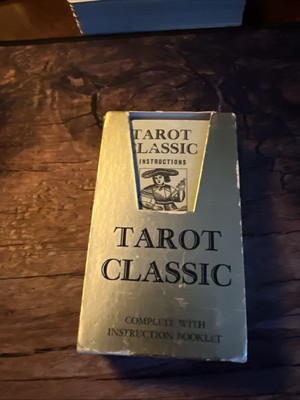 TAROT
CLASSIC
INSTRUCTIONS
TAROT
CLASSIC
COMPLETE WITH
INSTRUCTION BOOKLET